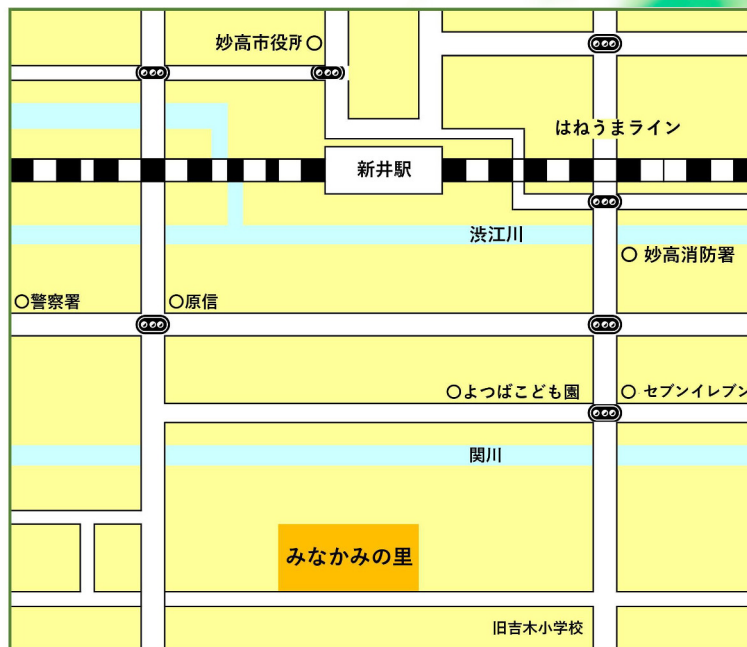 妙高市役所
はねうまライン
新井駅
渋江川
妙高消防署
警察署
原信
よつばこども園
セブンイレブン
関川
みなかみの里
旧吉木小学校